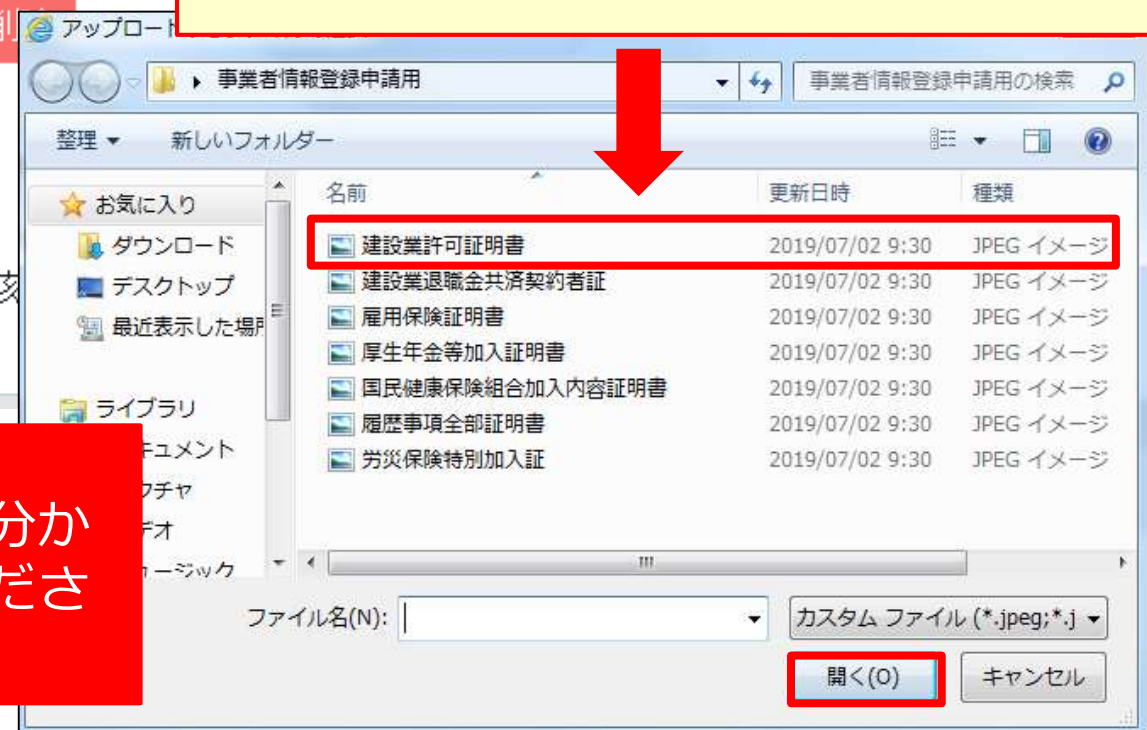 削
アップロード
事業者情報登録申請用
事業者情報登録申請用の検索
整理
新しいフォルダー
お気に入り
ダウンロード
デスクトップ
最近表示した場所
ライブラリ
キュメント
クチャ
デオ
ュージック
名前 更新日時 種類
建設業許可証明書 2019/07/02 9:30 JPEG イメージ
建設業退職金共済契約者証 2019/07/02 9:30 JPEG イメージ
雇用保険証明書 2019/07/02 9:30 JPEG イメージ
厚生年金等加入証明書 2019/07/02 9:30 JPEG イメージ
国民健康保険組合加入内容証明書 2019/07/02 9:30 JPEG イメージ
履歴事項全部証明書 2019/07/02 9:30 JPEG イメージ
労災保険特別加入証 2019/07/02 9:30 JPEG イメージ
分か
ださ
ファイル名(N):
カスタム ファイル (*.jpeg;*.j
開く(O)
キャンセル